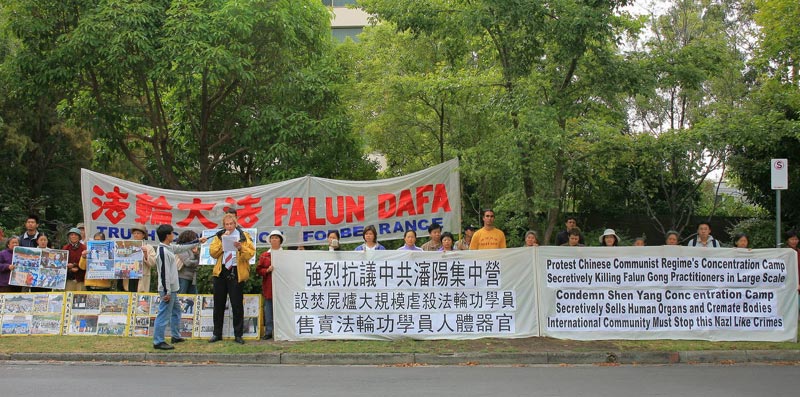 法輪大法 FALUN DAFA
TRUTH FORBEARANCE
強烈抗議中共瀋陽集中營
設焚屍爐大規模虐殺法輪功學員
售賣法輪功學員人體器官
Protest Chinese Communist Regime's Concentration Camp
Secretively Killing Falun Gong Practitioners in Large Scale
Condemn Shen Yang Concentration Camp
Secretively Sells Human Organs and Cremate Bodies
International Community Must Stop this Nazi Like Crimes
S